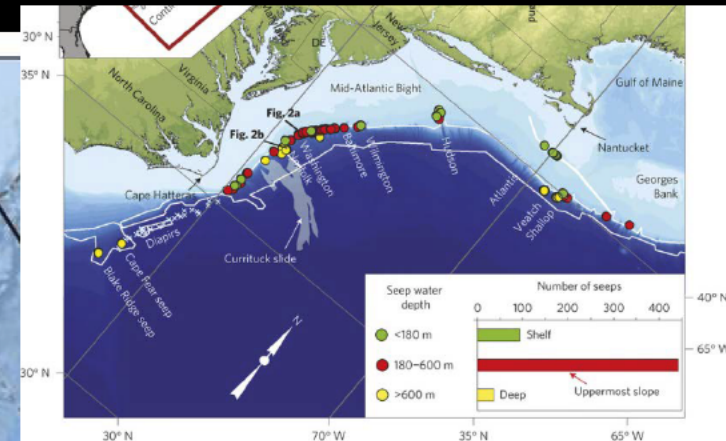 Conti
30° N
35° N
30° N
North Carolina
Virginia
DE
New
Jersey
Mid-Atlantic Bight
Gulf of Maine
Fig. 2a
Fig. 2b
Nantucket
Georges
Bank
Cape Hatteras
Washington
Baltimore
Wilmington
Hudson
Atlantis
Veatch
Shallop
Currituck slide
Diapirs
Cape Fear seep
Blake Ridge seep
N
Seep water
depth
<180 m
180–600 m
>600 m
Number of seeps
0 100 200 300 400
Shelf
Uppermost slope
Deep
40° N
65° W
30° N
70° W
35° N
65° W